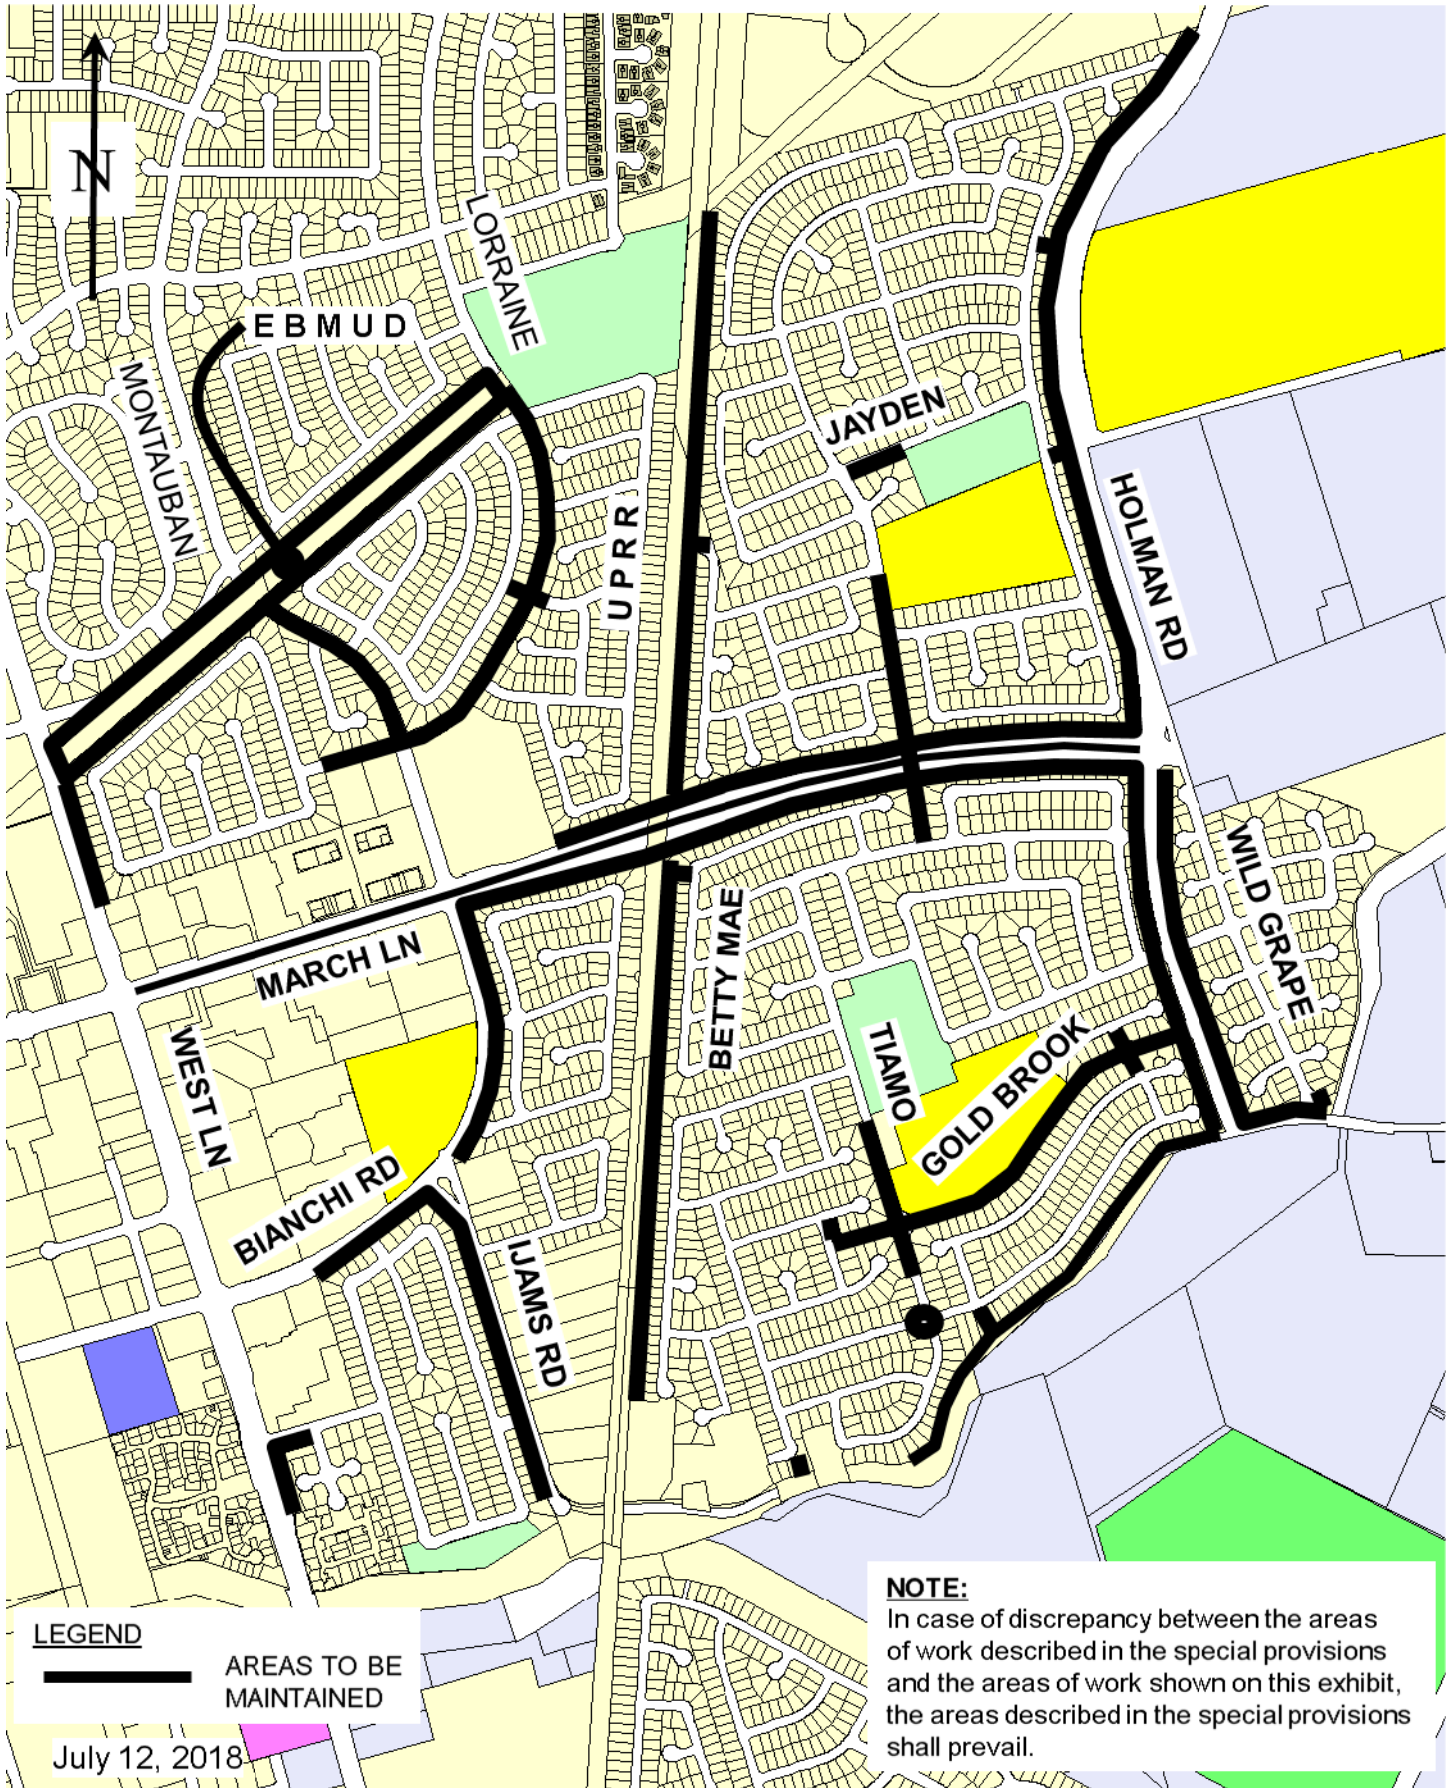 N
LORRAINE
EBMUD
MONTAUBAN
JAYDEN
UPRR
HOLMAN RD
WILD GRAPE
BETTY MAE
MARCH LN
WEST LN
TIAMO
GOLD BROOK
BIANCHI RD
IJAMS RD
LEGEND
AREAS TO BE
MAINTAINED
July 12, 2018
NOTE:
In case of discrepancy between the areas
of work described in the special provisions
and the areas of work shown on this exhibit,
the areas described in the special provisions
shall prevail.